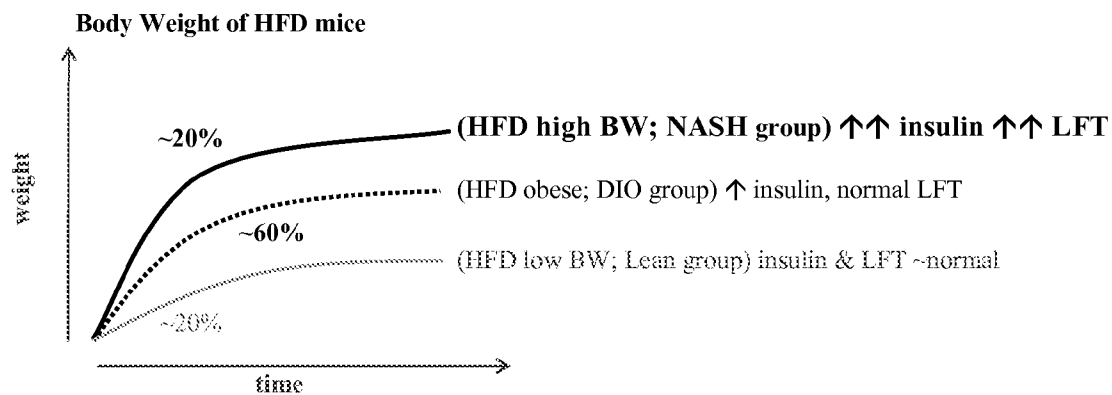 Body Weight of HFD mice
~20%
(HFD high BW; NASH group) ↑↑ insulin ↑↑ LFT
weight
(HFD obese; DIO group) ↑ insulin, normal LFT
~60%
(HFD low BW; Lean group) insulin & LFT ~normal
~20%
time